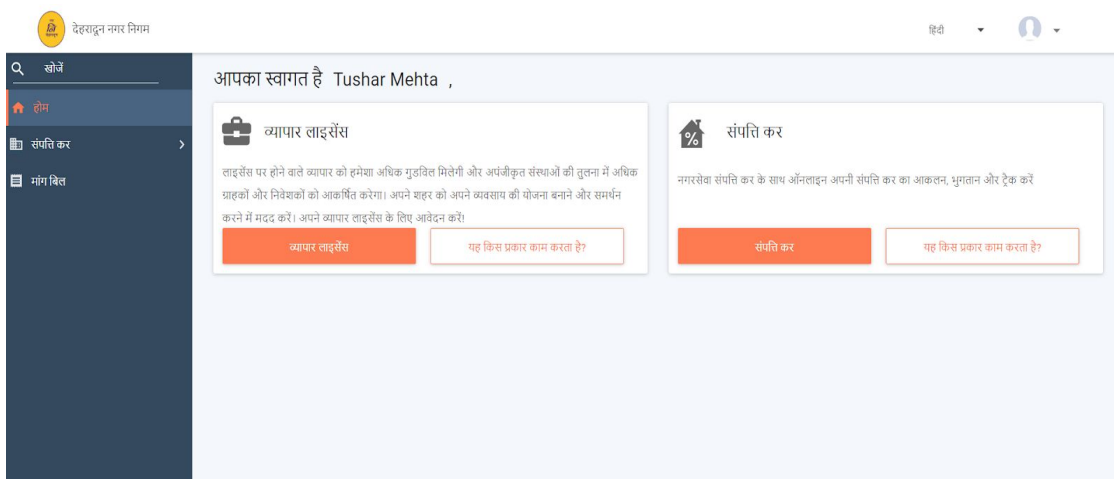 देहरादून नगर निगम
हिंदी
खोजें
होम
संपत्ति कर
मांग बिल
आपका स्वागत है Tushar Mehta ,
व्यापार लाइसेंस
लाइसेंस पर होने वाले व्यापार को हमेशा अधिक गुडविल मिलेगी और अपंजीकृत संस्थाओं की तुलना में अधिक
ग्राहकों और निवेशकों को आकर्षित करेगा। अपने शहर को अपने व्यवसाय की योजना बनाने और समर्थन
करने में मदद करें। अपने व्यापार लाइसेंस के लिए आवेदन करें!
व्यापार लाइसेंस
यह किस प्रकार काम करता है?
संपत्ति कर
नगरसेवा संपत्ति कर के साथ ऑनलाइन अपनी संपत्ति कर का आकलन, भुगतान और ट्रैक करें
संपत्ति कर
यह किस प्रकार काम करता है?